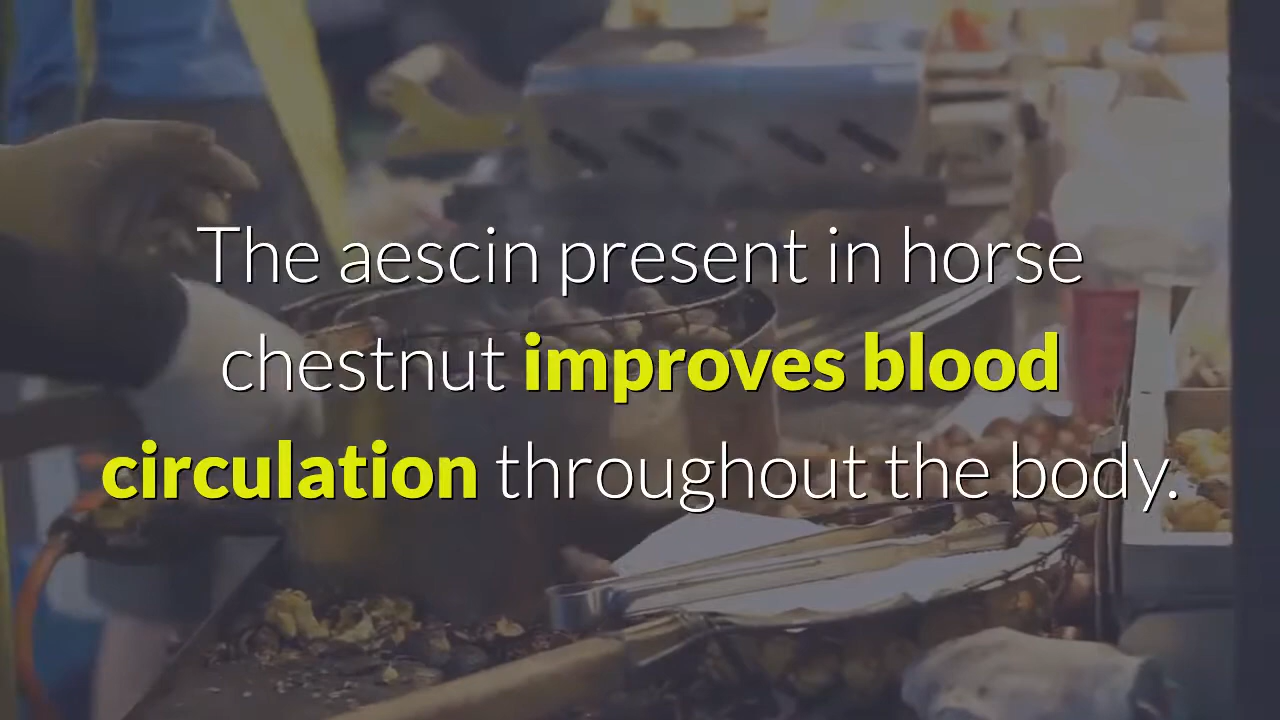 The aescin present in horse
chestnut improves blood
circulation throughout the body.